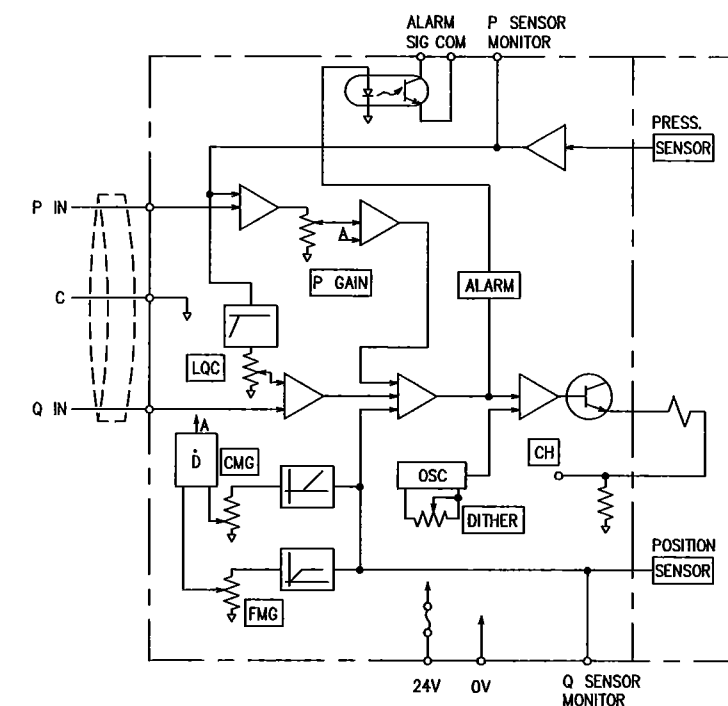 ALARM
SIG COM
P SENSOR
MONITOR
PRESS.
SENSOR
P IN
A
P GAIN
C
ALARM
LQC
Q IN
A
Ḋ
CMG
CH
OSC
DITHER
POSITION
SENSOR
FMG
24V
0V
Q SENSOR
MONITOR